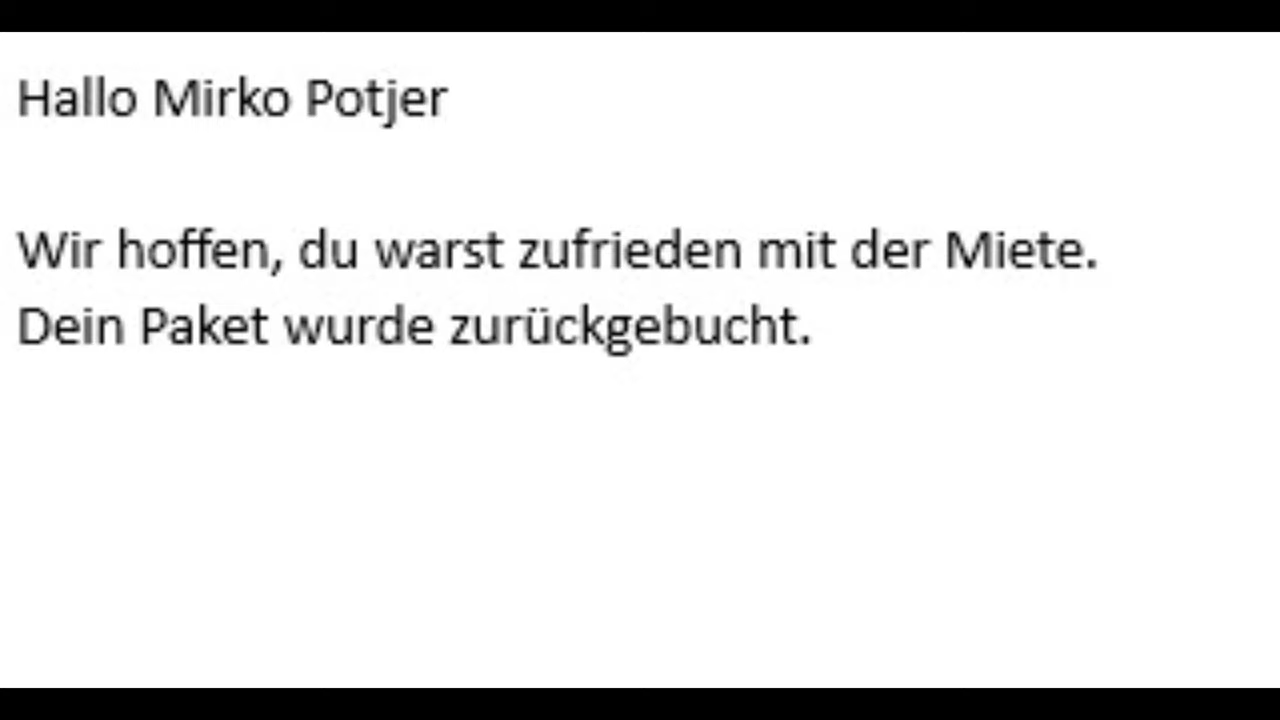 Hallo Mirko Potjer
Wir hoffen, du warst zufrieden mit der Miete.
Dein Paket wurde zurückgebucht.